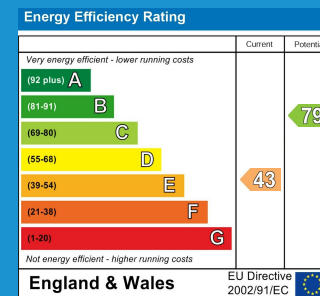 Energy Efficiency Rating
Current Potenti
Very energy efficient - lower running costs
(92 plus) A
(81-91) B
79
(69-80) C
(55-68) D
(39-54) E
43
(21-38) F
(1-20) G
Not energy efficient - higher running costs
England & Wales
EU Directive
2002/91/EC